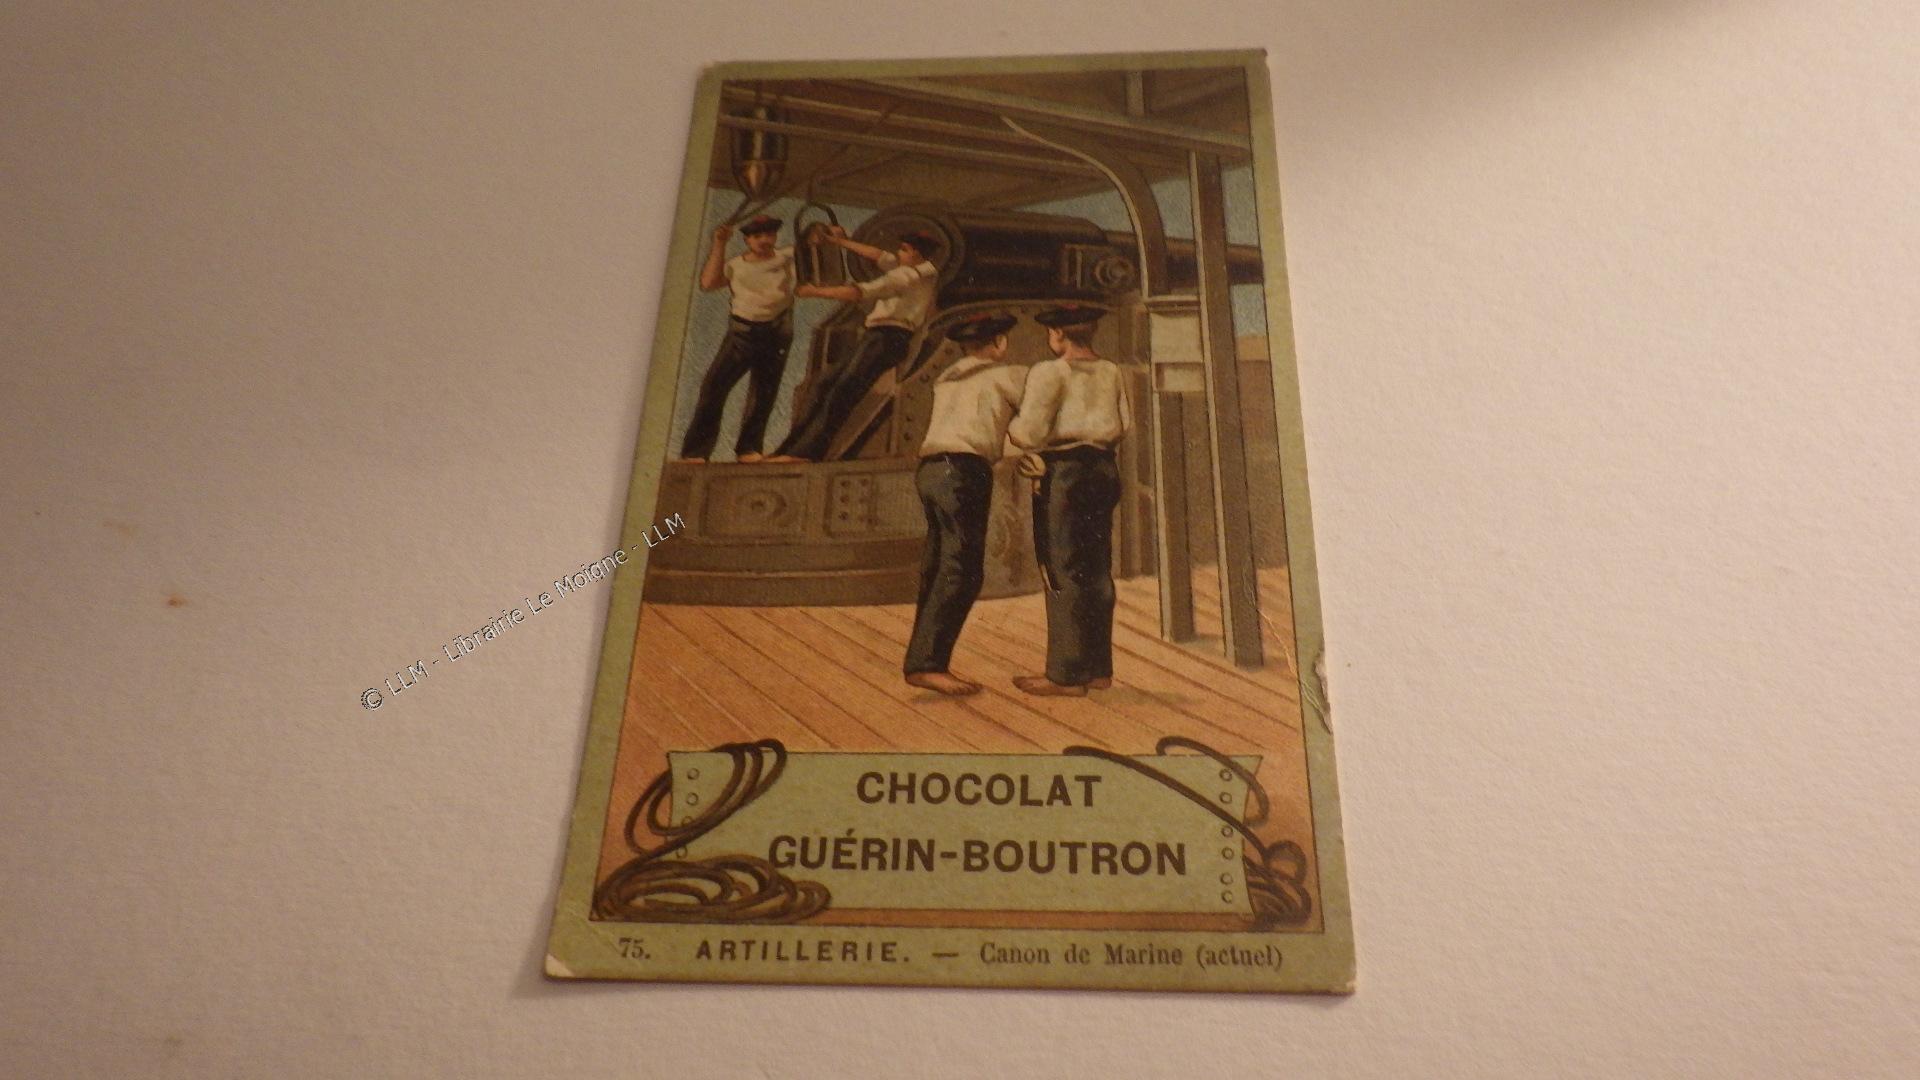 CHOCOLAT
GUÉRIN-BOUTRON
75. ARTILLERIE. — Canon de Marine (actuel)
© LLM - Librairie Le Moigne - LLM